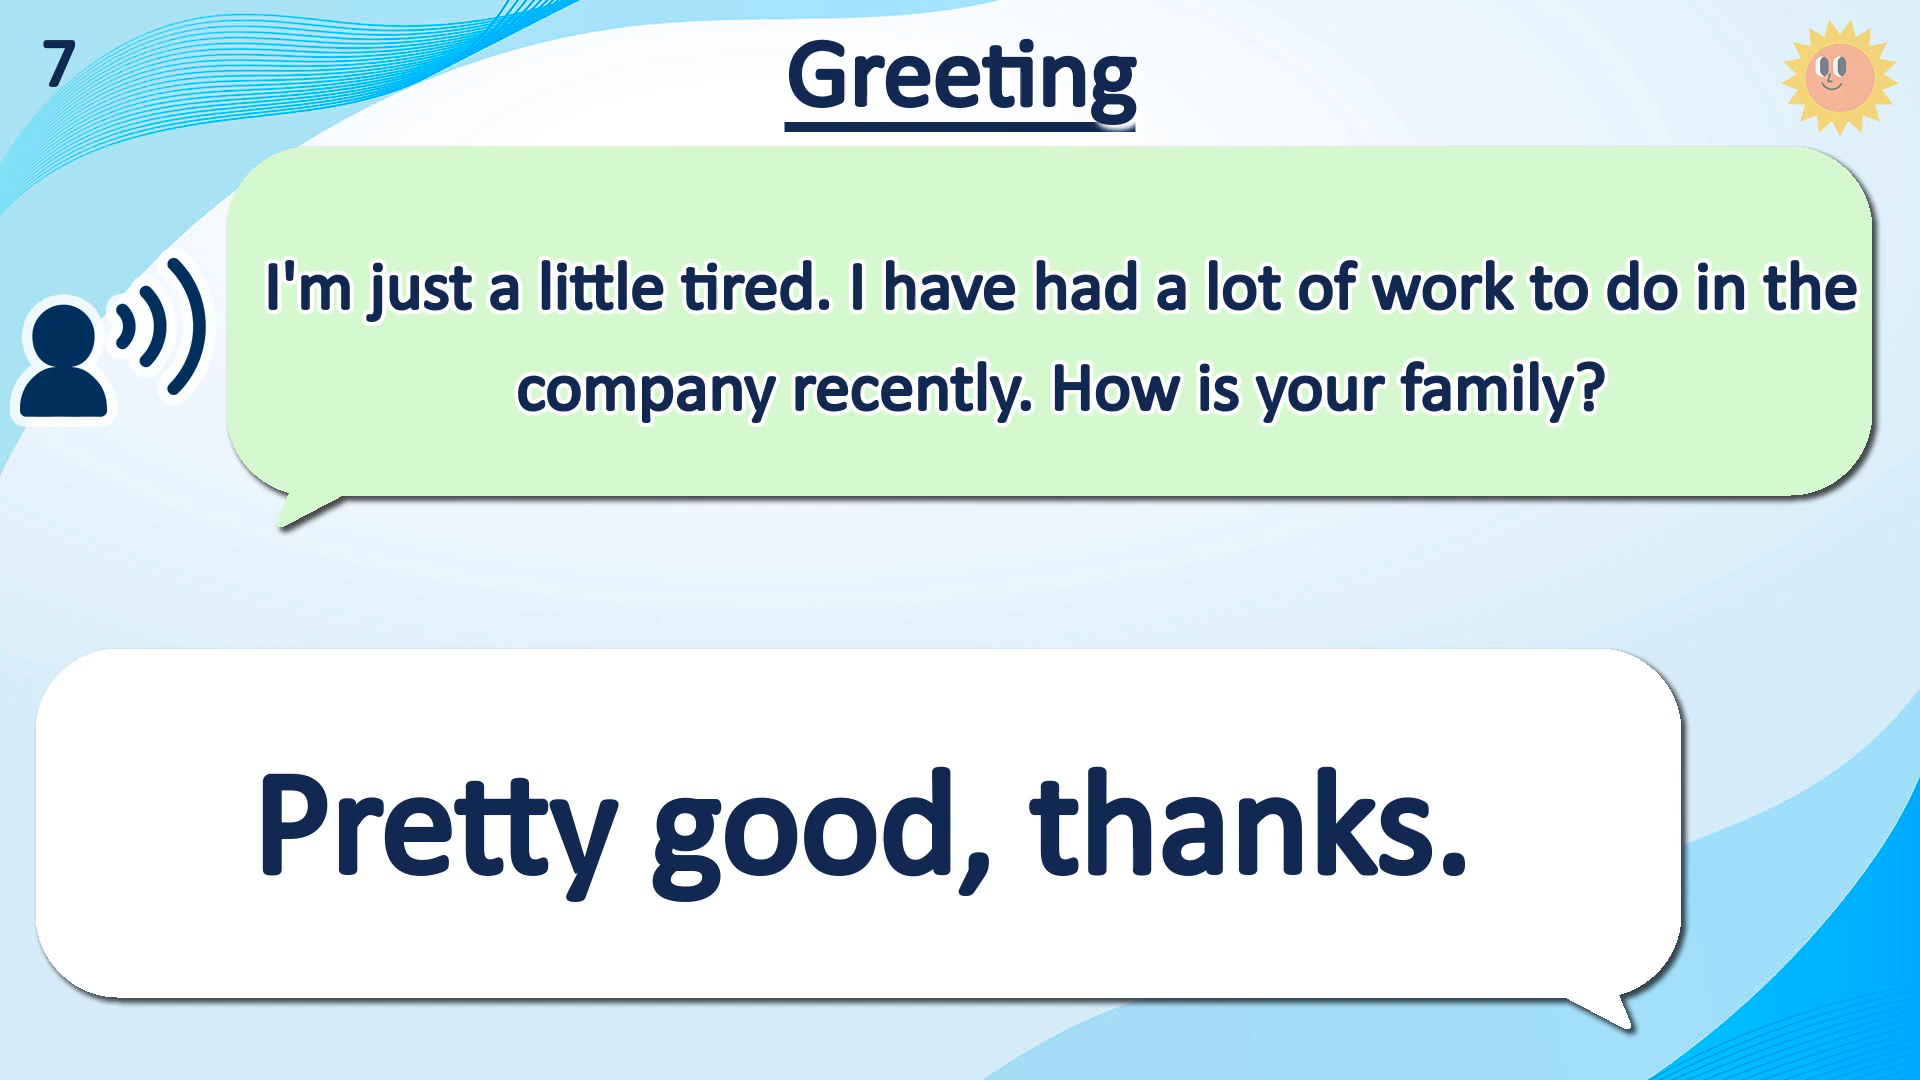 7
Greeting
I'm just a little tired. I have had a lot of work to do in the
company recently. How is your family?
Pretty good, thanks.